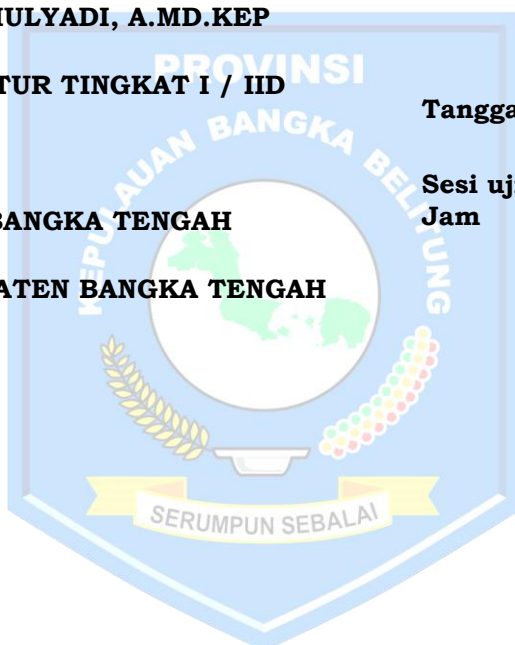 MULYADI, A.MD.KEP
TUR TINGKAT I / IID
Tangga
Sesi uj
Jam
BANGKA TENGAH
ATEN BANGKA TENGAH
PROVINSI
KEPULAUAN BANGKA BELITUNG
SERUMPUN SEBALAI